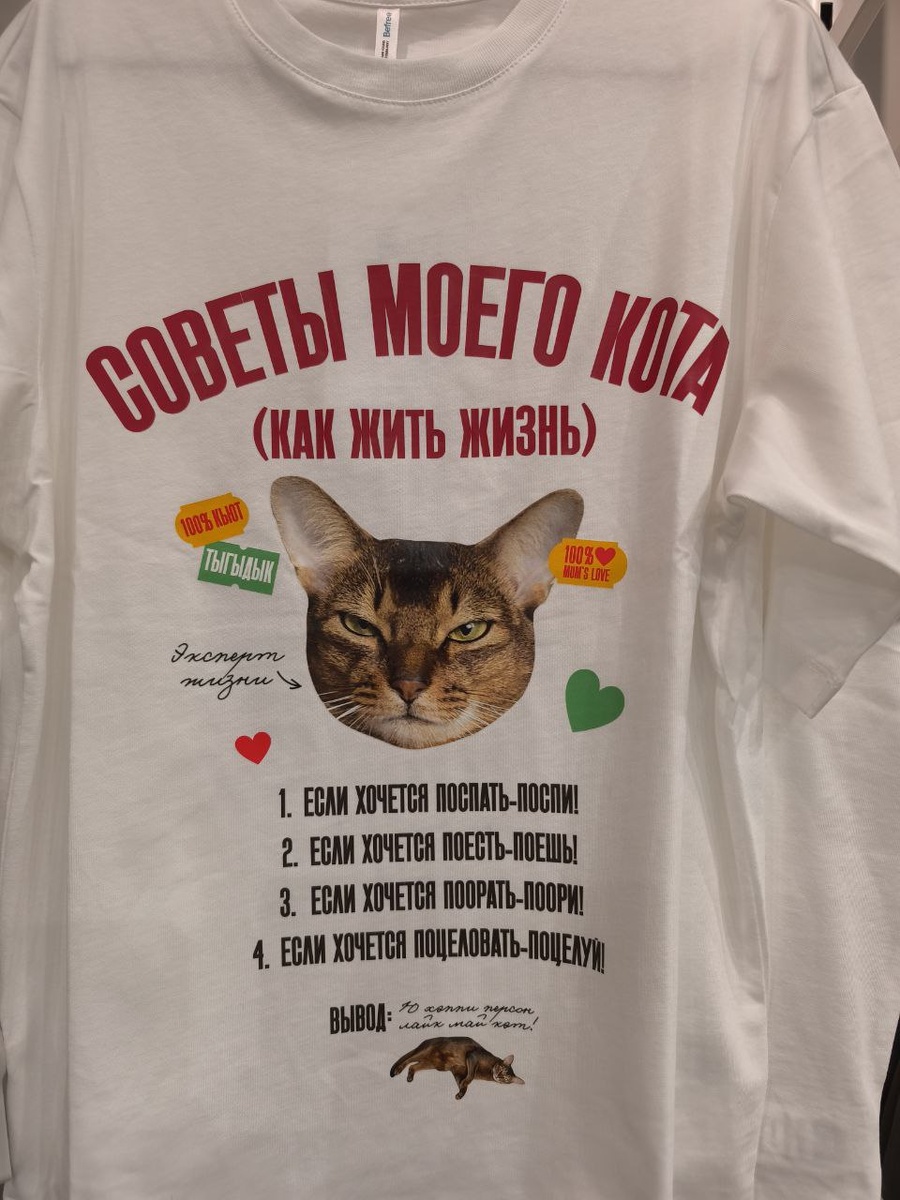 Befree
СОВЕТЫ МОЕГО КОТА
(КАК ЖИТЬ ЖИЗНЬ)
100% КЬЮТ
ТЫГЫДЫК
100%
MUM'S LOVE
Эксперт
жизни
1. ЕСЛИ ХОЧЕТСЯ ПОСПАТЬ-ПОСПИ!
2. ЕСЛИ ХОЧЕТСЯ ПОЕСТЬ-ПОЕШЬ!
3. ЕСЛИ ХОЧЕТСЯ ПООРАТЬ-ПООРИ!
4. ЕСЛИ ХОЧЕТСЯ ПОЦЕЛОВАТЬ-ПОЦЕЛУЙ!
ВЫВОД: Ю хэппи персон
лайк май кэт!